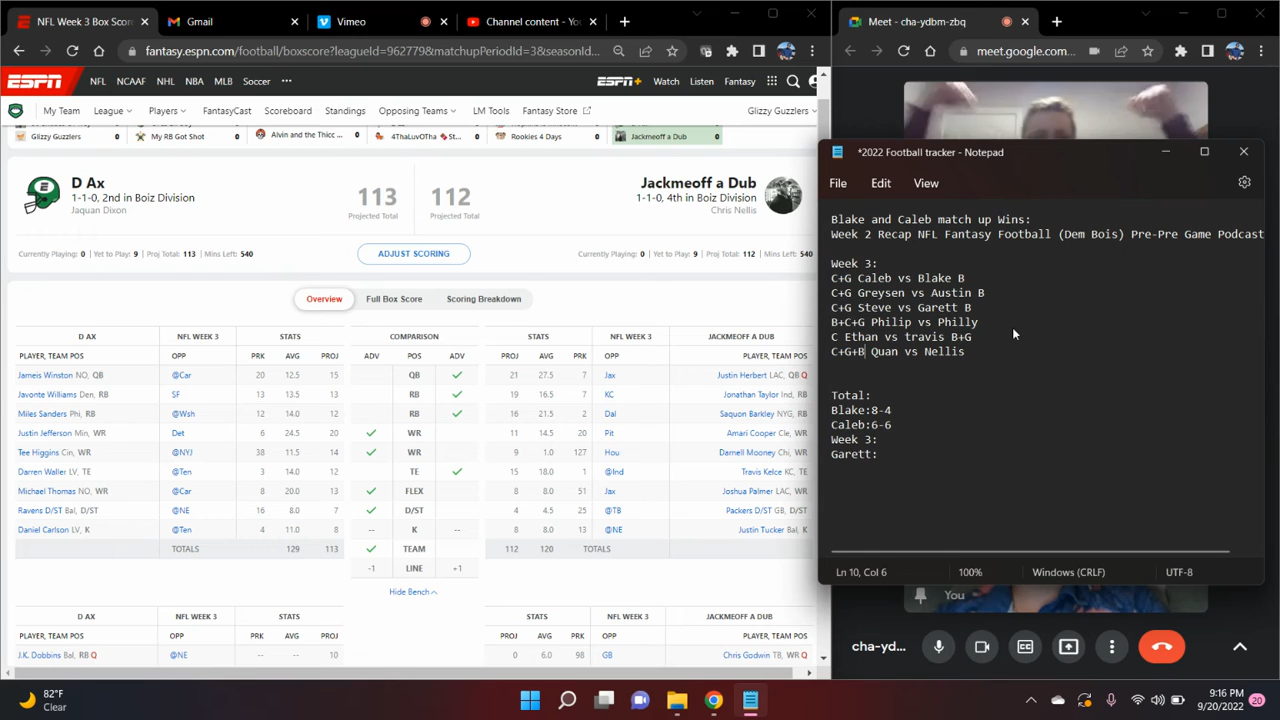 NFL Week 3 Box Scor
Gmail
Vimeo
Channel content - Yo
Meet - cha-ydbm-zbq
fantasy.espn.com/football/boxscore?leagueId=962779&matchupPeriodId=3&seasonI
meet.google.com...
ESPN
NFL NCAAF NHL NBA MLB Soccer ...
ESPN+ Watch Listen Fantasy
My Team League Players FantasyCast Scoreboard Standings Opposing Teams LM Tools Fantasy Store Glizzy Guzzlers
Glizzy Guzzlers 0 My RB Got Shot 0 Alvin and the Thicc ... 0 4ThaLuvOTha St... 0 Rookies 4 Days 0 Jackmeoff a Dub 0
D Ax
1-1-0, 2nd in Boiz Division
Jaquan Dixon
113
Projected Total
112
Projected Total
Jackmeoff a Dub
1-1-0, 4th in Boiz Division
Chris Nellis
Currently Playing: 0 Yet to Play: 9 Proj Total: 113 Mins Left: 540
ADJUST SCORING
Currently Playing: 0 Yet to Play: 9 Proj Total: 112 Mins Left: 540
Overview Full Box Score Scoring Breakdown
D AX NFL WEEK 3 STATS COMPARISON STATS NFL WEEK 3 JACKMEOFF A DUB
PLAYER, TEAM POS OPP PRK AVG PROJ ADV POS ADV PROJ AVG PRK OPP PLAYER, TEAM POS
Jameis Winston NO, QB @Car 20 12.5 15 QB 21 27.5 7 Jax Justin Herbert LAC, QB Q
Javonte Williams Den, RB SF 13 13.5 13 RB 19 16.5 7 KC Jonathan Taylor Ind, RB
Miles Sanders Phi, RB @Wsh 12 14.0 12 RB 16 21.5 2 Dal Saquon Barkley NYG, RB
Justin Jefferson Min, WR Det 6 24.5 20 WR 11 14.5 20 Pit Amari Cooper Cle, WR
Tee Higgins Cin, WR @NYJ 38 11.5 14 WR 9 1.0 127 Hou Darnell Mooney Chi, WR
Darren Waller LV, TE @Ten 3 14.0 12 TE 15 18.0 1 @Ind Travis Kelce KC, TE
Michael Thomas NO, WR @Car 8 20.0 13 FLEX 8 8.0 51 Jax Joshua Palmer LAC, WR
Ravens D/ST Bal, D/ST @NE 16 8.0 7 D/ST 4 4.5 25 @TB Packers D/ST GB, D/ST
Daniel Carlson LV, K @Ten 4 11.0 8 -- K -- 8 8.0 13 @NE Justin Tucker Bal, K
TOTALS 129 113 TEAM 112 120 TOTALS
-1 LINE +1
Hide Bench
D AX NFL WEEK 3 STATS STATS NFL WEEK 3 JACKMEOFF A DUB
PLAYER, TEAM POS OPP PRK AVG PROJ PROJ AVG PRK OPP PLAYER, TEAM POS
J.K. Dobbins Bal, RB Q @NE -- -- 10 0 6.0 98 GB Chris Godwin TB, WR Q
*2022 Football tracker - Notepad
File Edit View
Blake and Caleb match up Wins:
Week 2 Recap NFL Fantasy Football (Dem Bois) Pre-Pre Game Podcast
Week 3:
C+G Caleb vs Blake B
C+G Greysen vs Austin B
C+G Steve vs Garett B
B+C+G Philip vs Philly
C Ethan vs travis B+G
C+G+B Quan vs Nellis
Total:
Blake:8-4
Caleb:6-6
Week 3:
Garett:
Ln 10, Col 6 100% Windows (CRLF) UTF-8
You
cha-yd...
82°F
Clear
9:16 PM
9/20/2022
20